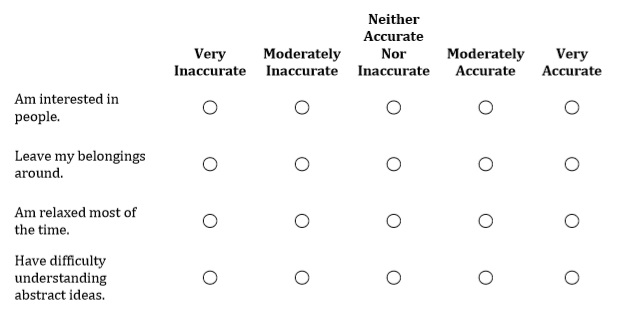 Neither
Accurate
Very Moderately Nor Moderately Very
Inaccurate Inaccurate Inaccurate Accurate Accurate
Am interested in
people.
Leave my belongings
around.
Am relaxed most of
the time.
Have difficulty
understanding
abstract ideas.